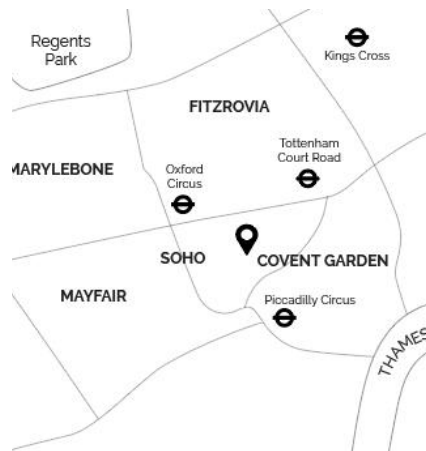 Regents
Park
Kings Cross
FITZROVIA
Tottenham
Court Road
MARYLEBONE
Oxford
Circus
SOHO
COVENT GARDEN
MAYFAIR
Piccadilly Circus
THAMES